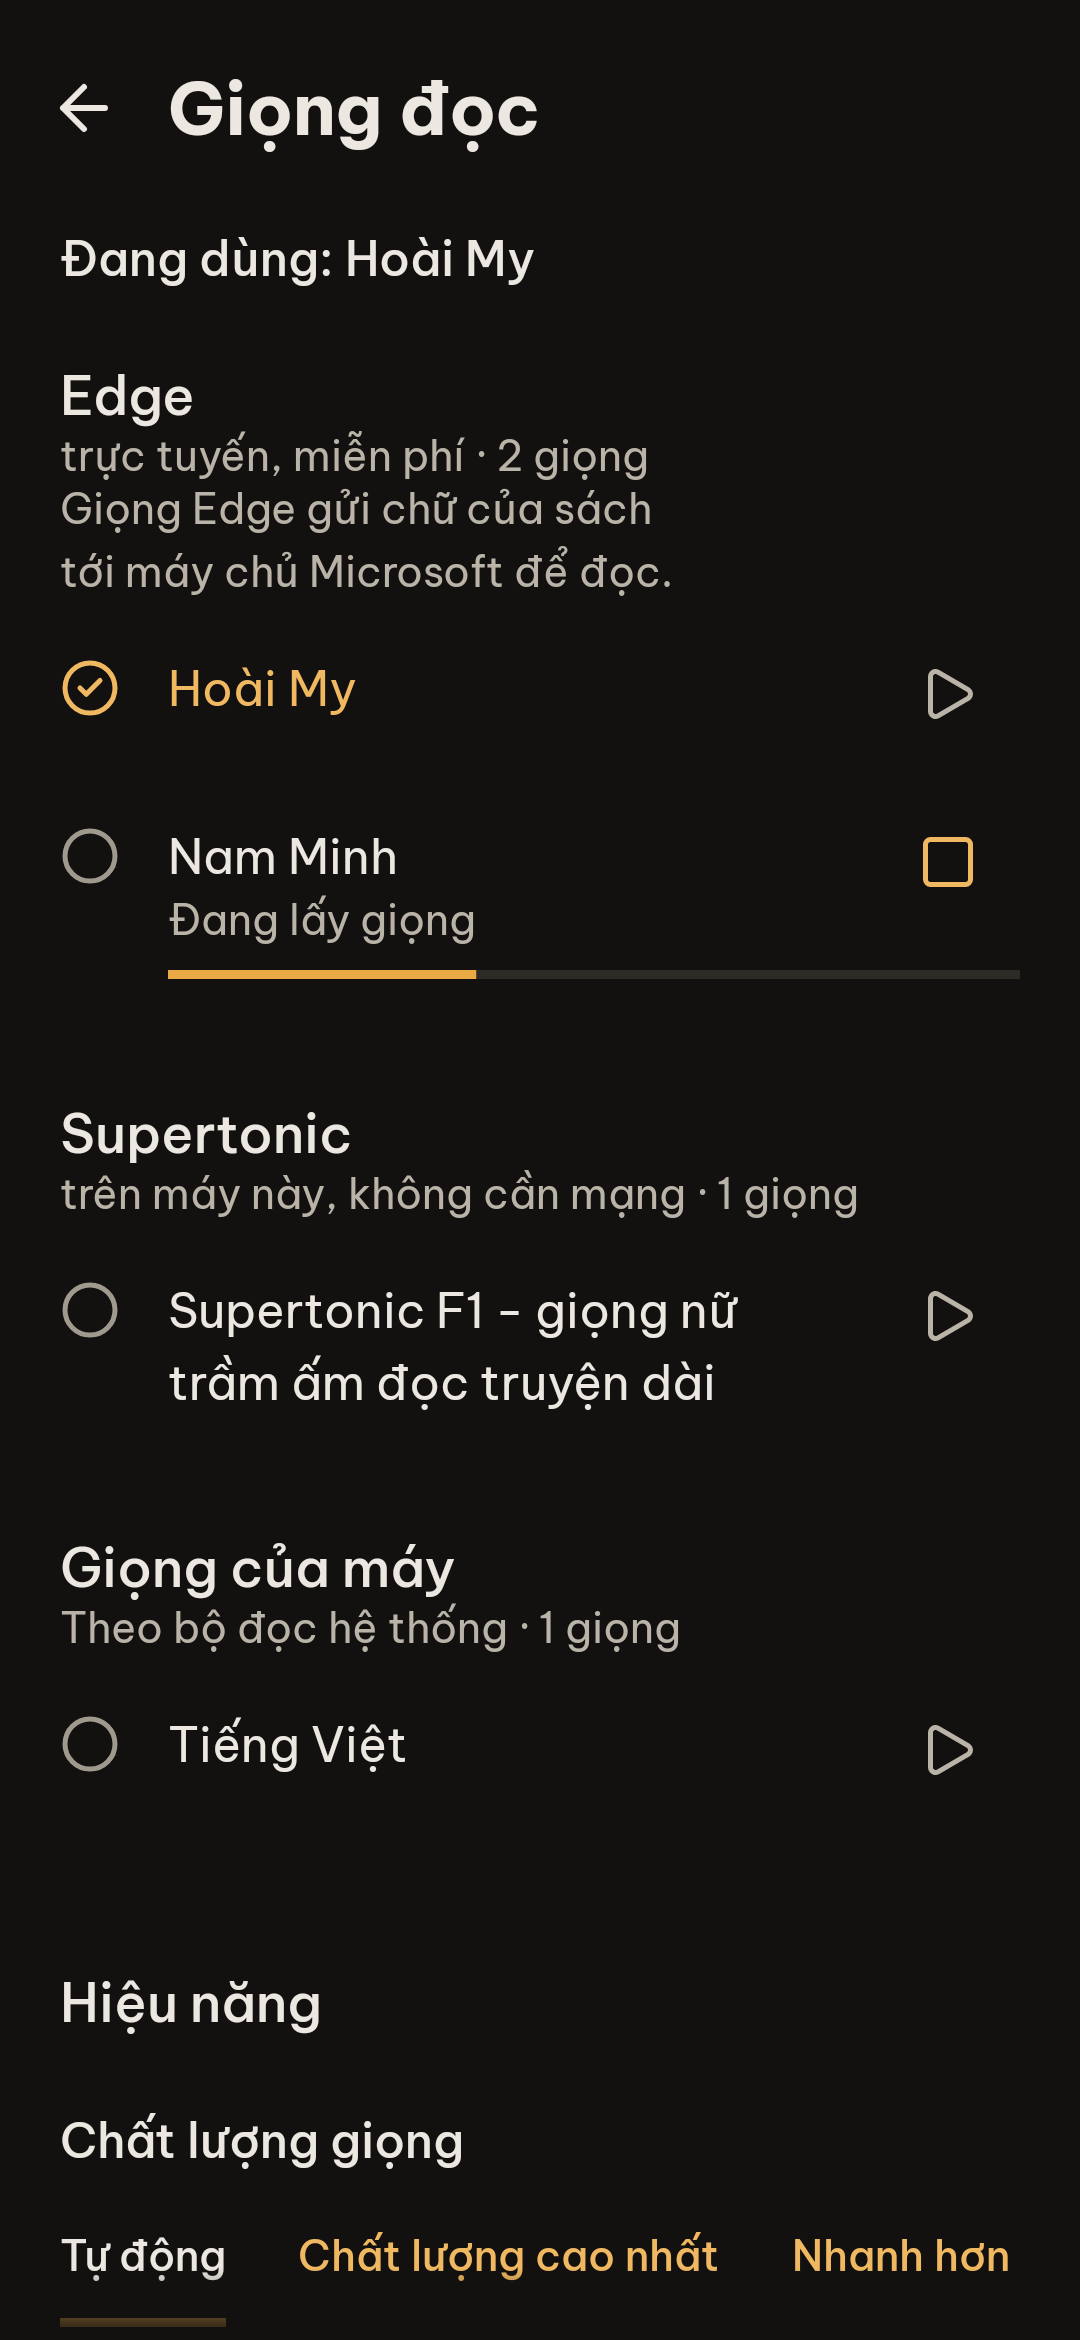 Giọng đọc
Đang dùng: Hoài My
Edge
trực tuyến, miễn phí · 2 giọng
Giọng Edge gửi chữ của sách
tới máy chủ Microsoft để đọc.
Hoài My
Nam Minh
Đang lấy giọng
Supertonic
trên máy này, không cần mạng · 1 giọng
Supertonic F1 - giọng nữ
trầm ấm đọc truyện dài
Giọng của máy
Theo bộ đọc hệ thống · 1 giọng
Tiếng Việt
Hiệu năng
Chất lượng giọng
Tự động Chất lượng cao nhất Nhanh hơn